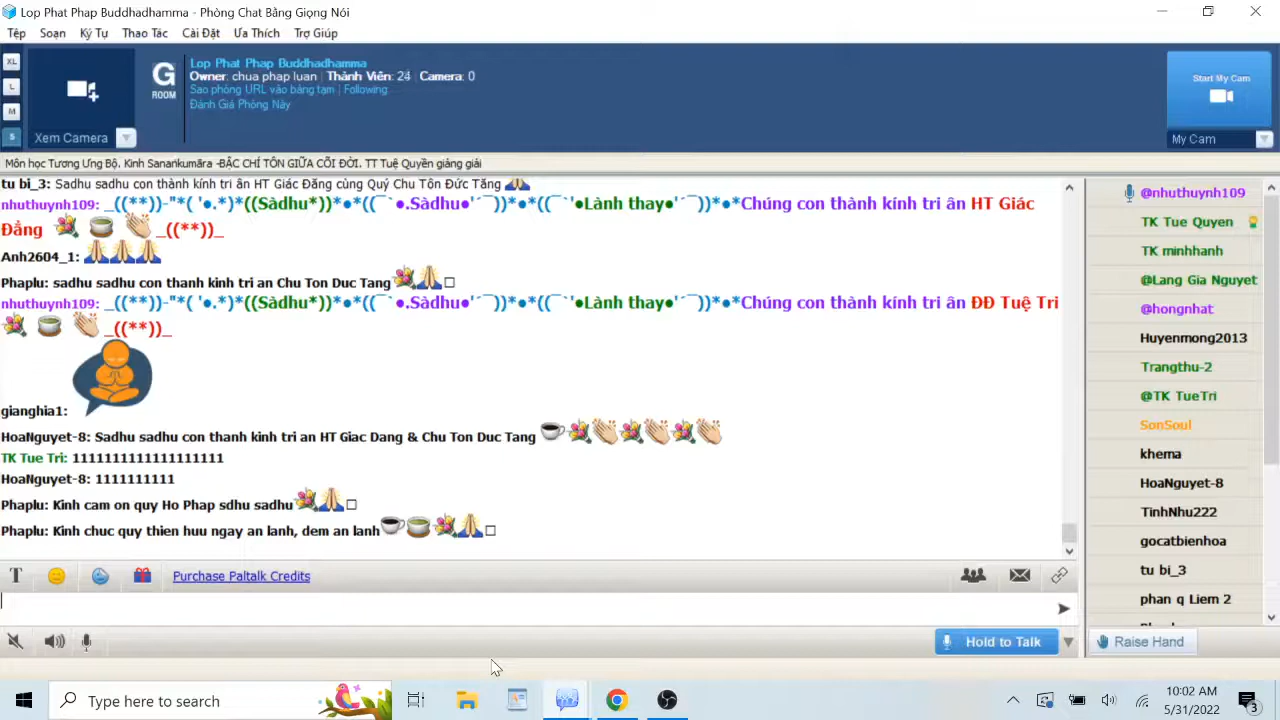 Lop Phat Phap Buddhadhamma - Phòng Chat Bằng Giọng Nói
Tệp Soạn Ký Tự Thao Tác Cài Đặt Ưa Thích Trợ Giúp
XL
L
M
S
Xem Camera
G
ROOM
Lop Phat Phap Buddhadhamma
Owner: chua phap luan | Thành Viên: 24 | Camera: 0
Sao phỏng URL vào bảng tạm | Following:
Đánh Giá Phòng Này
Start My Cam
My Cam
Môn học Tương Ưng Bộ. Kinh Sanankumāra -BẬC CHÍ TÔN GIỮA CÕI ĐỜI. TT Tuệ Quyền giảng giải
tu bi_3: Sadhu sadhu con thành kính tri ân HT Giác Đăng cùng Quý Chu Tôn Đức Tăng 🙏
nhuthuynh109: _((**))-"*( '●.*)*((Sàdhu*))*●*((¯`●.Sàdhu●'´¯))*●*((¯`'●Lành thay●'´¯))*●*Chúng con thành kính tri ân HT Giác
Đẳng 💐 🍵 👏 _((**))_
Anh2604_1: 🙏🙏🙏
Phaplu: sadhu sadhu con thanh kinh tri an Chu Ton Duc Tang 💐🙏□
nhuthuynh109: _((**))-"*( '●.*)*((Sàdhu*))*●*((¯`●.Sàdhu●'´¯))*●*((¯`'●Lành thay●'´¯))*●*Chúng con thành kính tri ân ĐĐ Tuệ Tri
💐 🍵 👏 _((**))_
gianghia1:
HoaNguyet-8: Sadhu sadhu con thanh kinh tri an HT Giac Dang & Chu Ton Duc Tang ☕💐👏💐👏💐👏
TK Tue Tri: 1111111111111111111
HoaNguyet-8: 1111111111
Phaplu: Kinh cam on quy Ho Phap sdhu sadhu💐🙏□
Phaplu: Kinh chuc quy thien huu ngay an lanh, dem an lanh☕🍵💐🙏□
@nhuthuynh109
TK Tue Quyen
TK minhhanh
@Lang Gia Nguyet
@hongnhat
Huyenmong2013
Trangthu-2
@TK TueTri
SonSoul
khema
HoaNguyet-8
TinhNhu222
gocatbienhoa
tu bi_3
phan q Liem 2
T Purchase Paltalk Credits
Hold to Talk
Raise Hand
Type here to search
10:02 AM
5/31/2022
3